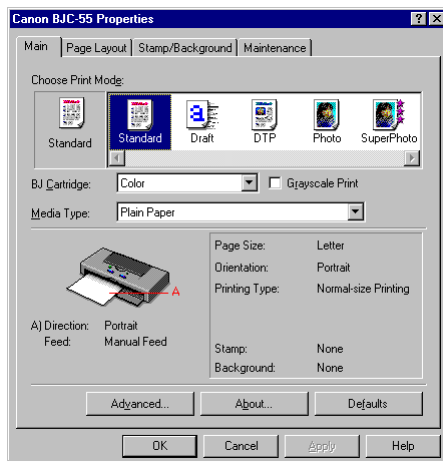 Canon BJC-55 Properties
Main Page Layout Stamp/Background Maintenance
Choose Print Mode:
Standard Standard Draft DTP Photo SuperPhoto
BJ Cartridge: Color Grayscale Print
Media Type: Plain Paper
Page Size: Letter
Orientation: Portrait
Printing Type: Normal-size Printing
A
A) Direction: Portrait
Feed: Manual Feed
Stamp: None
Background: None
Advanced... About... Defaults
OK Cancel Apply Help